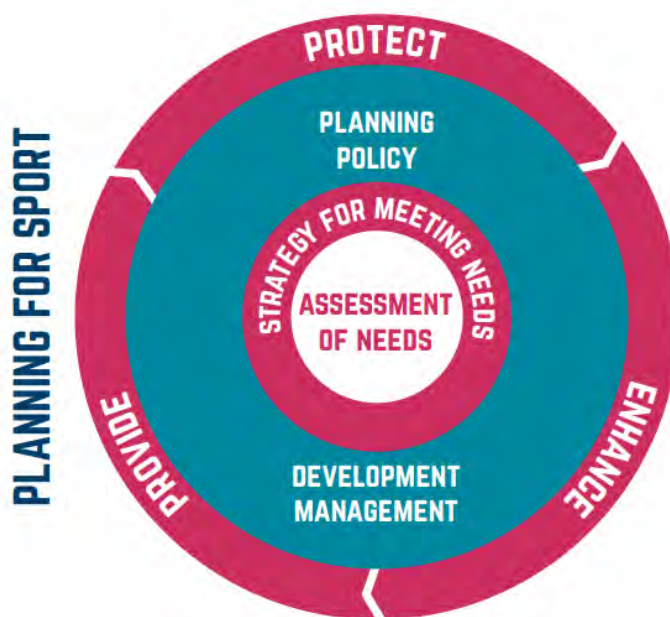 PLANNING FOR SPORT
PROTECT
PLANNING
POLICY
STRATEGY FOR MEETING NEEDS
ASSESSMENT
OF NEEDS
DEVELOPMENT
MANAGEMENT
PROVIDE
ENHANCE